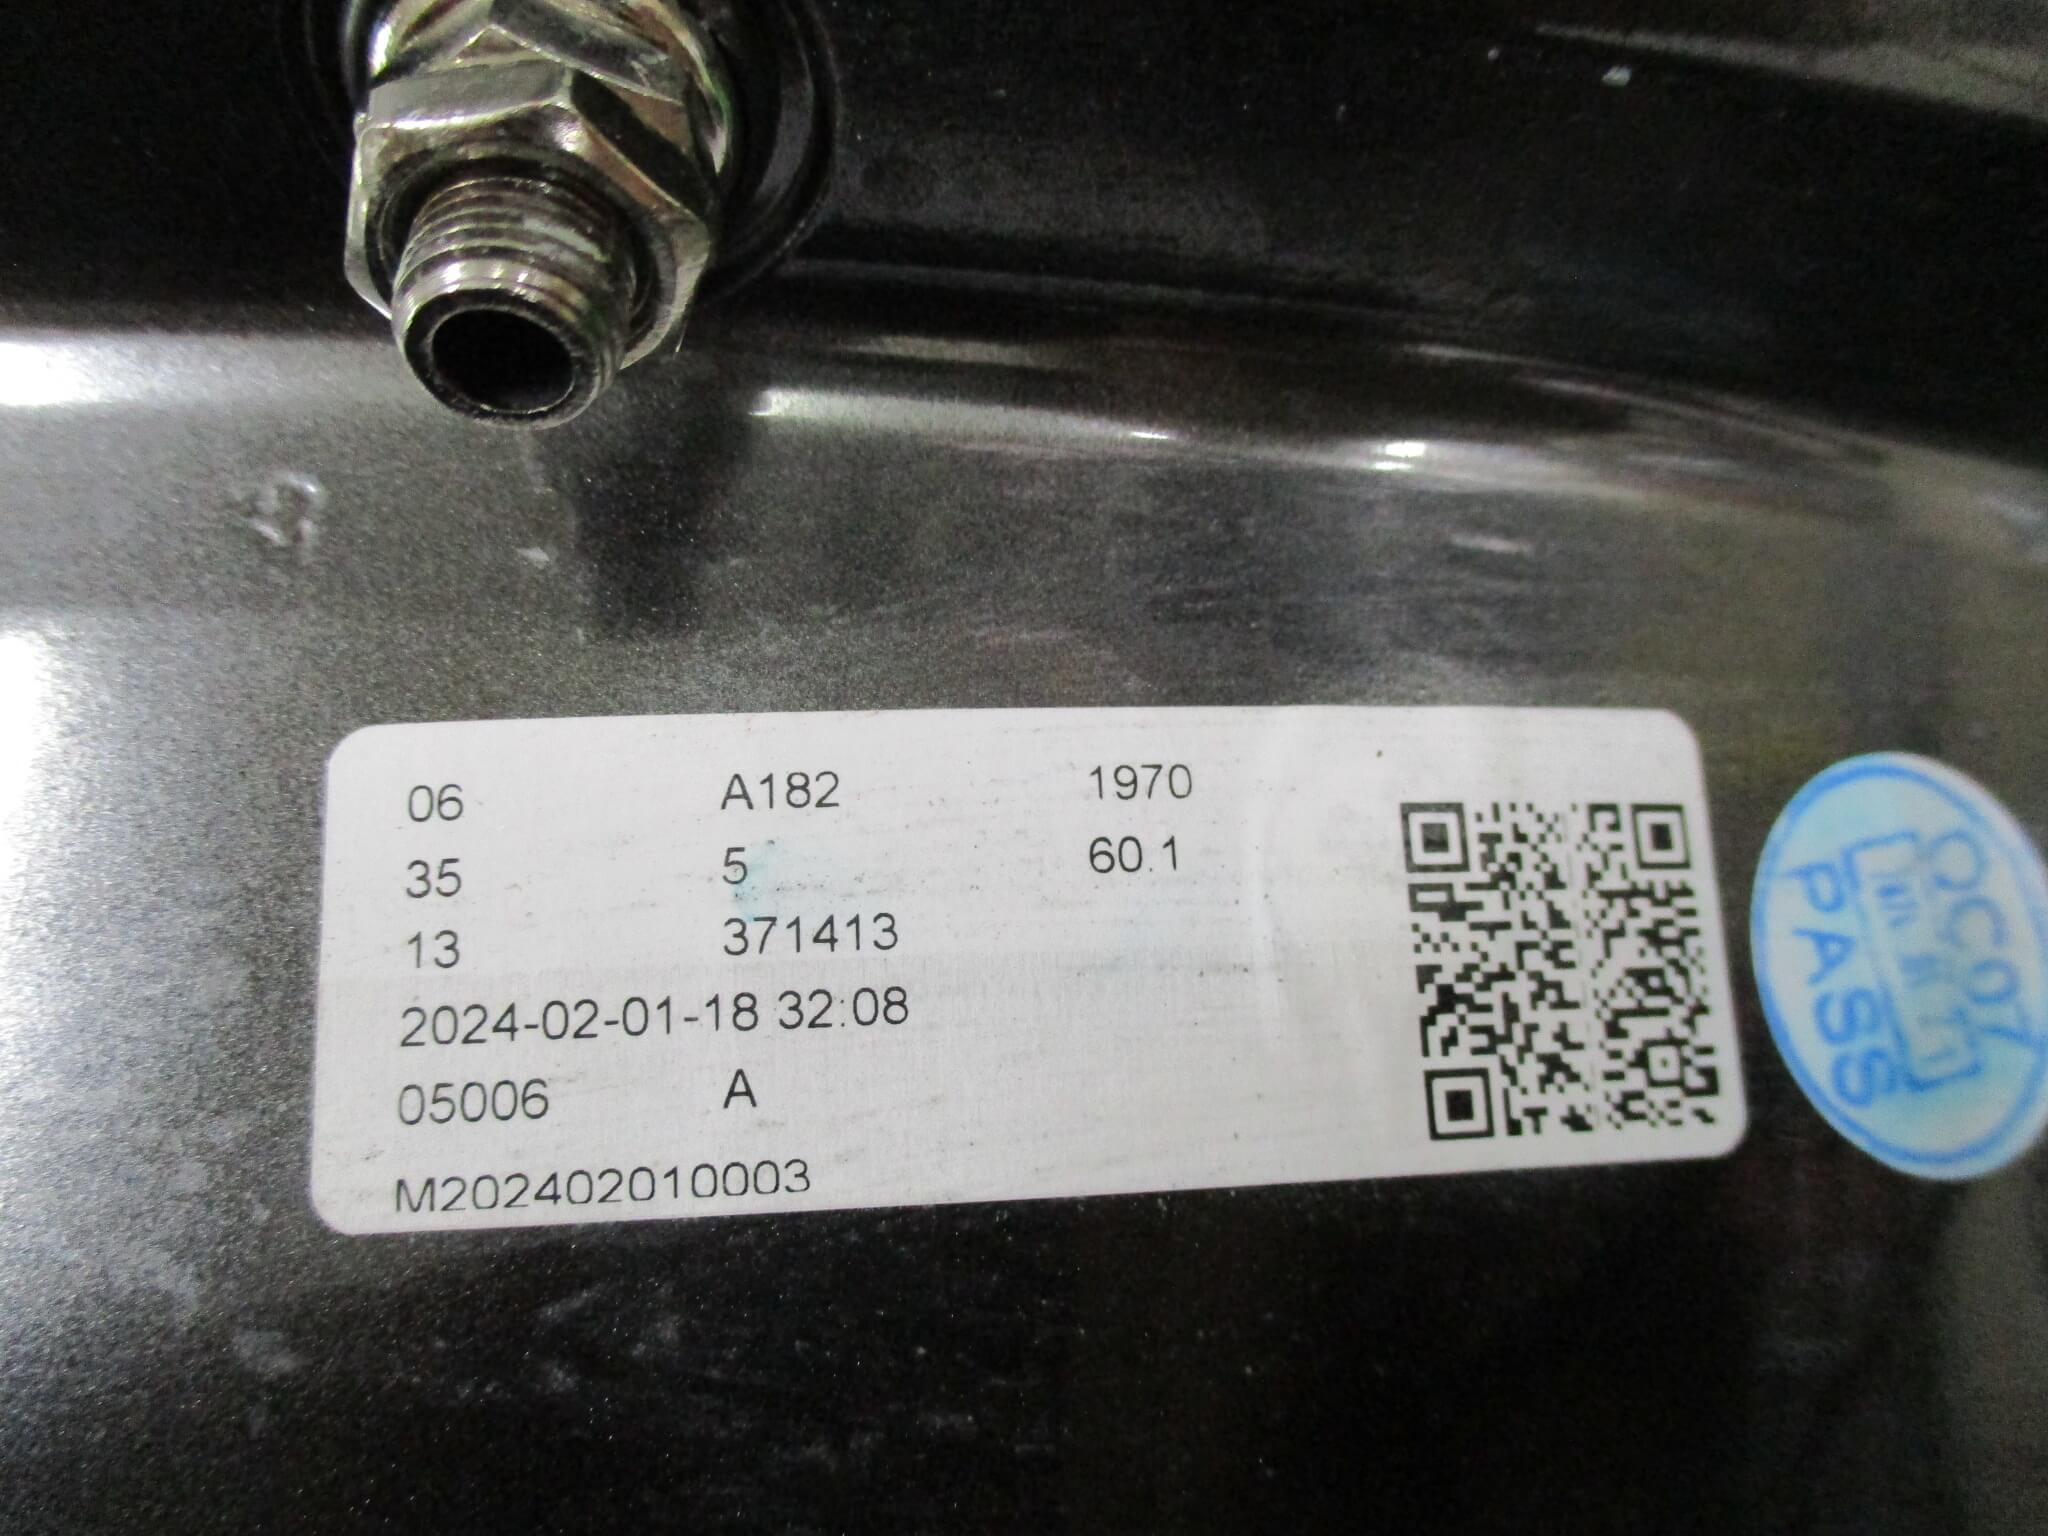 06 A182 1970
35 5 60.1
13 371413
2024-02-01-18 32:08
05006 A
M202402010003
QC07
PASS